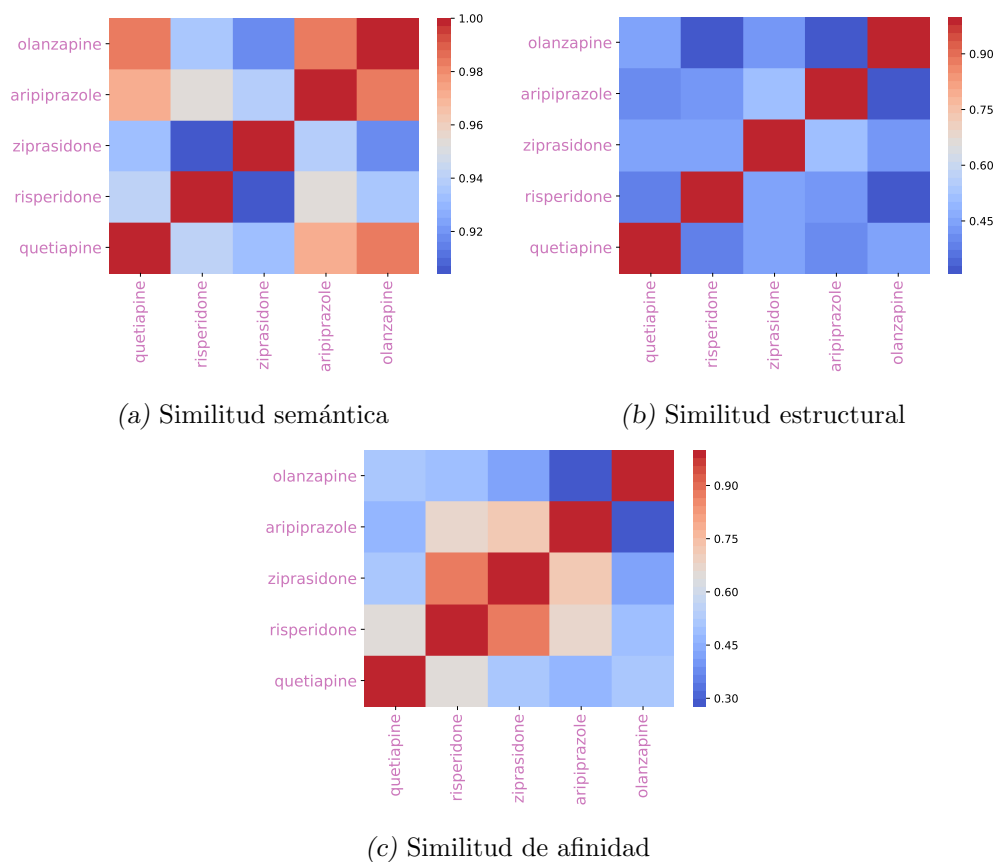 olanzapine
aripiprazole
ziprasidone
risperidone
quetiapine
quetiapine
risperidone
ziprasidone
aripiprazole
olanzapine
1.00
0.98
0.96
0.94
0.92
(a) Similitud semántica
olanzapine
aripiprazole
ziprasidone
risperidone
quetiapine
quetiapine
risperidone
ziprasidone
aripiprazole
olanzapine
0.90
0.75
0.60
0.45
(b) Similitud estructural
olanzapine
aripiprazole
ziprasidone
risperidone
quetiapine
quetiapine
risperidone
ziprasidone
aripiprazole
olanzapine
0.90
0.75
0.60
0.45
0.30
(c) Similitud de afinidad